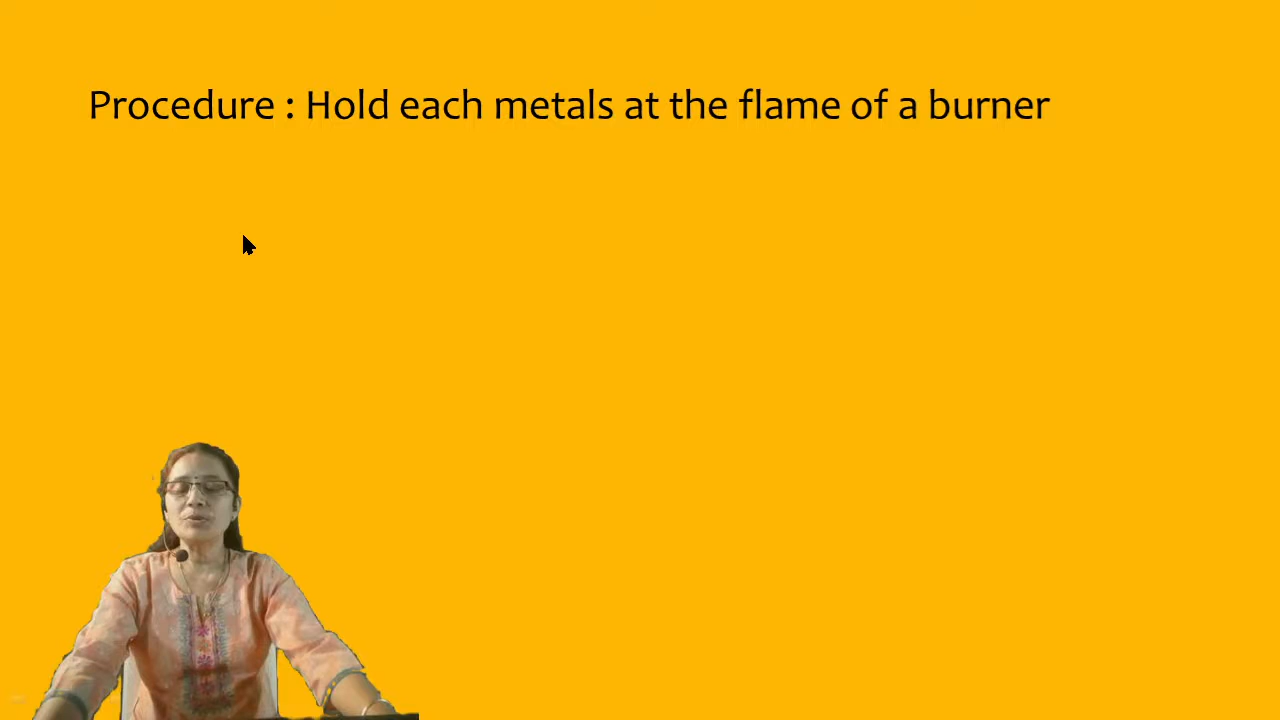 Procedure : Hold each metals at the flame of a burner